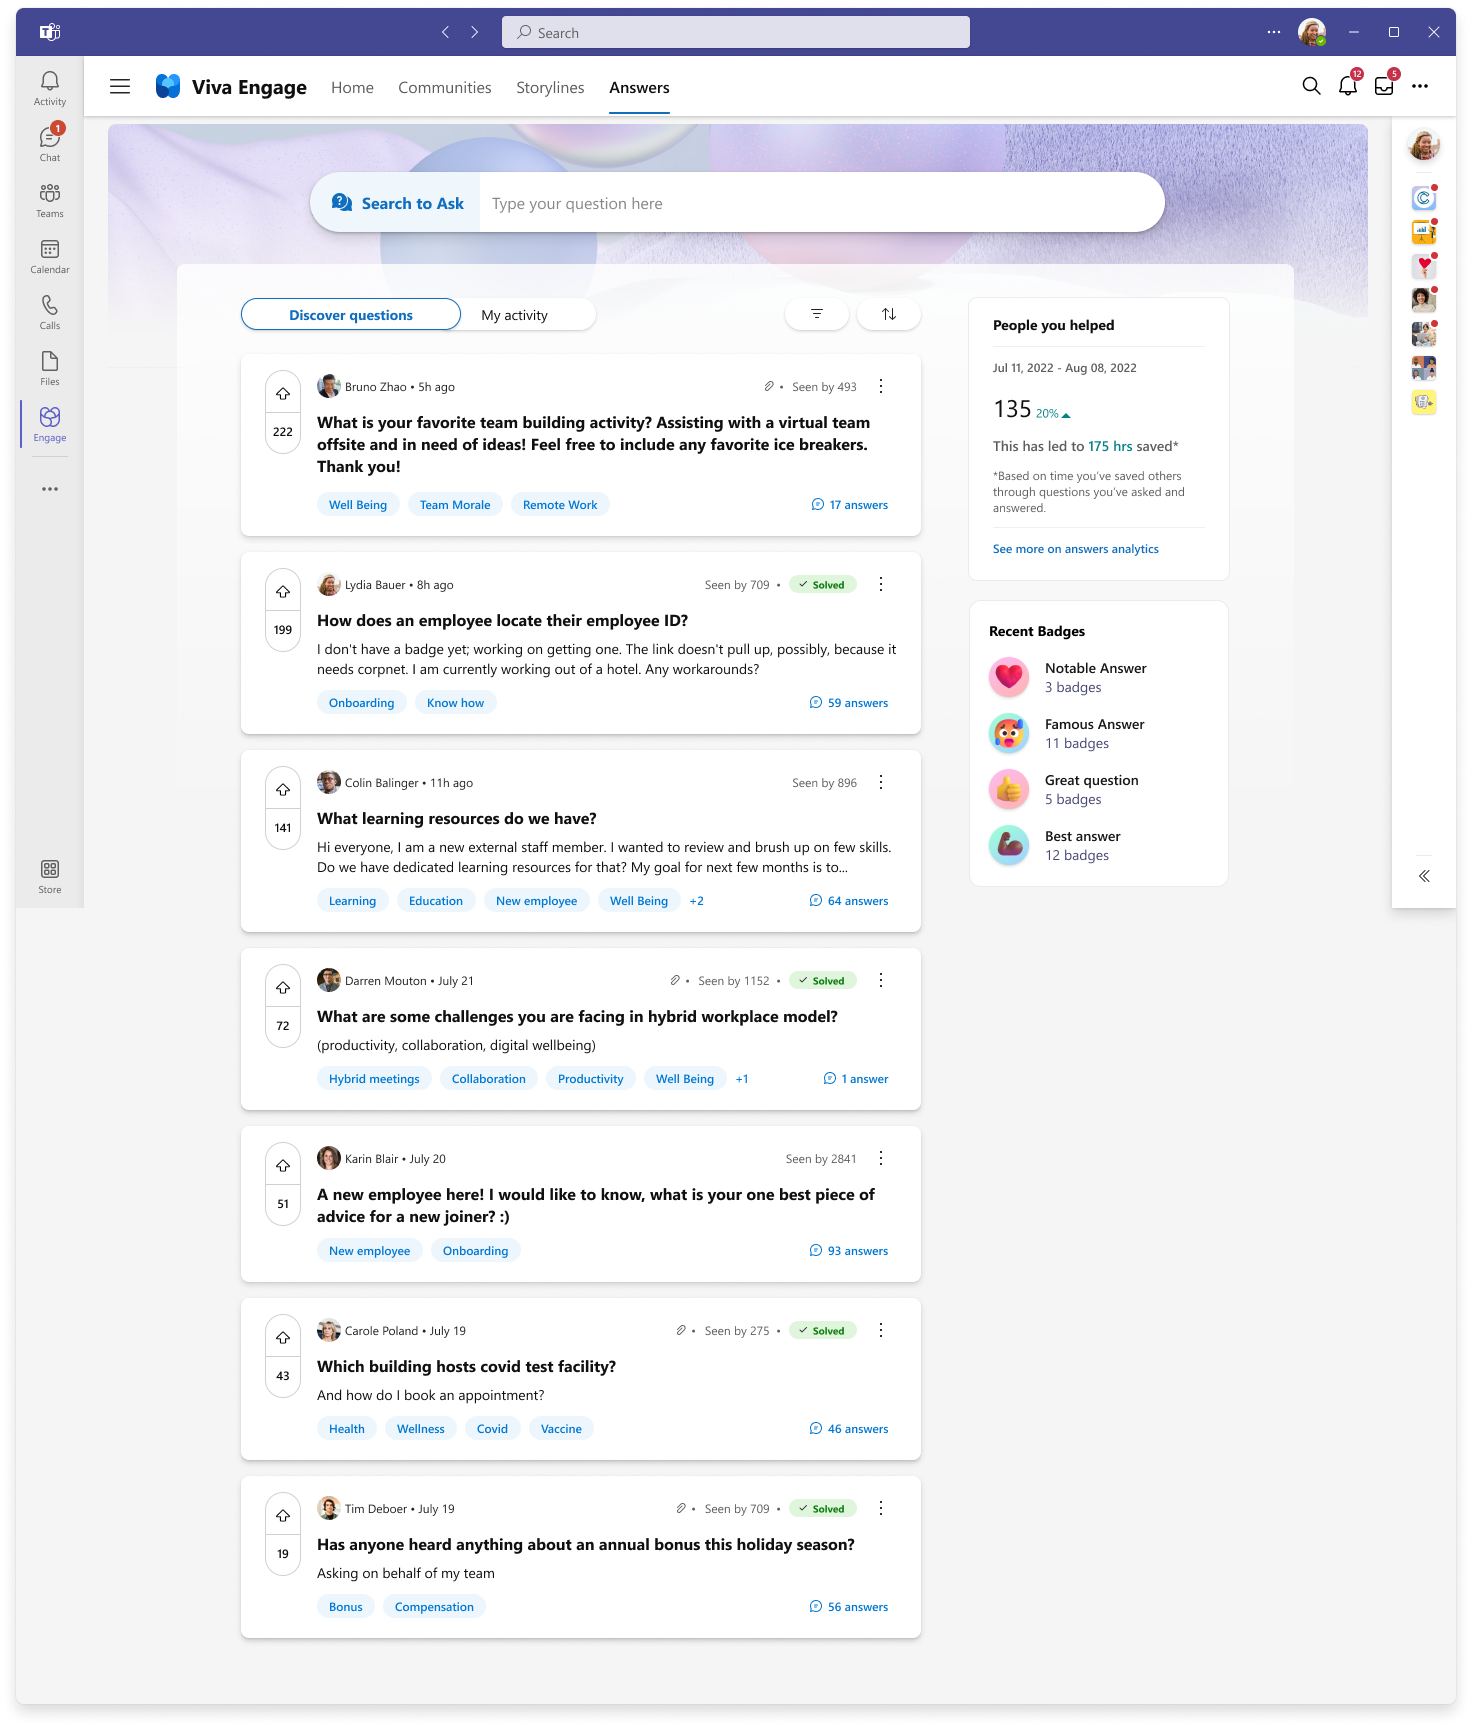 Search
Activity
1
Chat
Teams
Calendar
Calls
Files
Engage
Store
Viva Engage
Home
Communities
Storylines
Answers
12
5
Search to Ask
Type your question here
Discover questions
My activity
Bruno Zhao • 5h ago
• Seen by 493
222
What is your favorite team building activity? Assisting with a virtual team
offsite and in need of ideas! Feel free to include any favorite ice breakers.
Thank you!
Well Being
Team Morale
Remote Work
17 answers
Lydia Bauer • 8h ago
Seen by 709 •
Solved
199
How does an employee locate their employee ID?
I don't have a badge yet; working on getting one. The link doesn't pull up, possibly, because it
needs corpnet. I am currently working out of a hotel. Any workarounds?
Onboarding
Know how
59 answers
Colin Balinger • 11h ago
Seen by 896
141
What learning resources do we have?
Hi everyone, I am a new external staff member. I wanted to review and brush up on few skills.
Do we have dedicated learning resources for that? My goal for next few months is to...
Learning
Education
New employee
Well Being
+2
64 answers
Darren Mouton • July 21
• Seen by 1152 •
Solved
72
What are some challenges you are facing in hybrid workplace model?
(productivity, collaboration, digital wellbeing)
Hybrid meetings
Collaboration
Productivity
Well Being
+1
1 answer
Karin Blair • July 20
Seen by 2841
51
A new employee here! I would like to know, what is your one best piece of
advice for a new joiner? :)
New employee
Onboarding
93 answers
Carole Poland • July 19
• Seen by 275 •
Solved
43
Which building hosts covid test facility?
And how do I book an appointment?
Health
Wellness
Covid
Vaccine
46 answers
Tim Deboer • July 19
• Seen by 709 •
Solved
19
Has anyone heard anything about an annual bonus this holiday season?
Asking on behalf of my team
Bonus
Compensation
56 answers
People you helped
Jul 11, 2022 - Aug 08, 2022
135 20%
This has led to 175 hrs saved*
*Based on time you've saved others
through questions you've asked and
answered.
See more on answers analytics
Recent Badges
Notable Answer
3 badges
Famous Answer
11 badges
Great question
5 badges
Best answer
12 badges